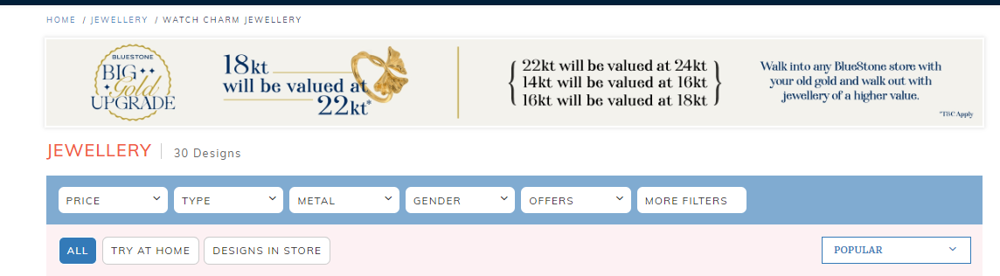 HOME / JEWELLERY / WATCH CHARM JEWELLERY
BLUESTONE
BIG
Gold
UPGRADE
18kt
will be valued at
22kt*
22kt will be valued at 24kt
14kt will be valued at 16kt
16kt will be valued at 18kt
Walk into any BlueStone store with
your old gold and walk out with
jewellery of a higher value.
*T&C Apply
JEWELLERY | 30 Designs
PRICE TYPE METAL GENDER OFFERS MORE FILTERS
ALL TRY AT HOME DESIGNS IN STORE POPULAR